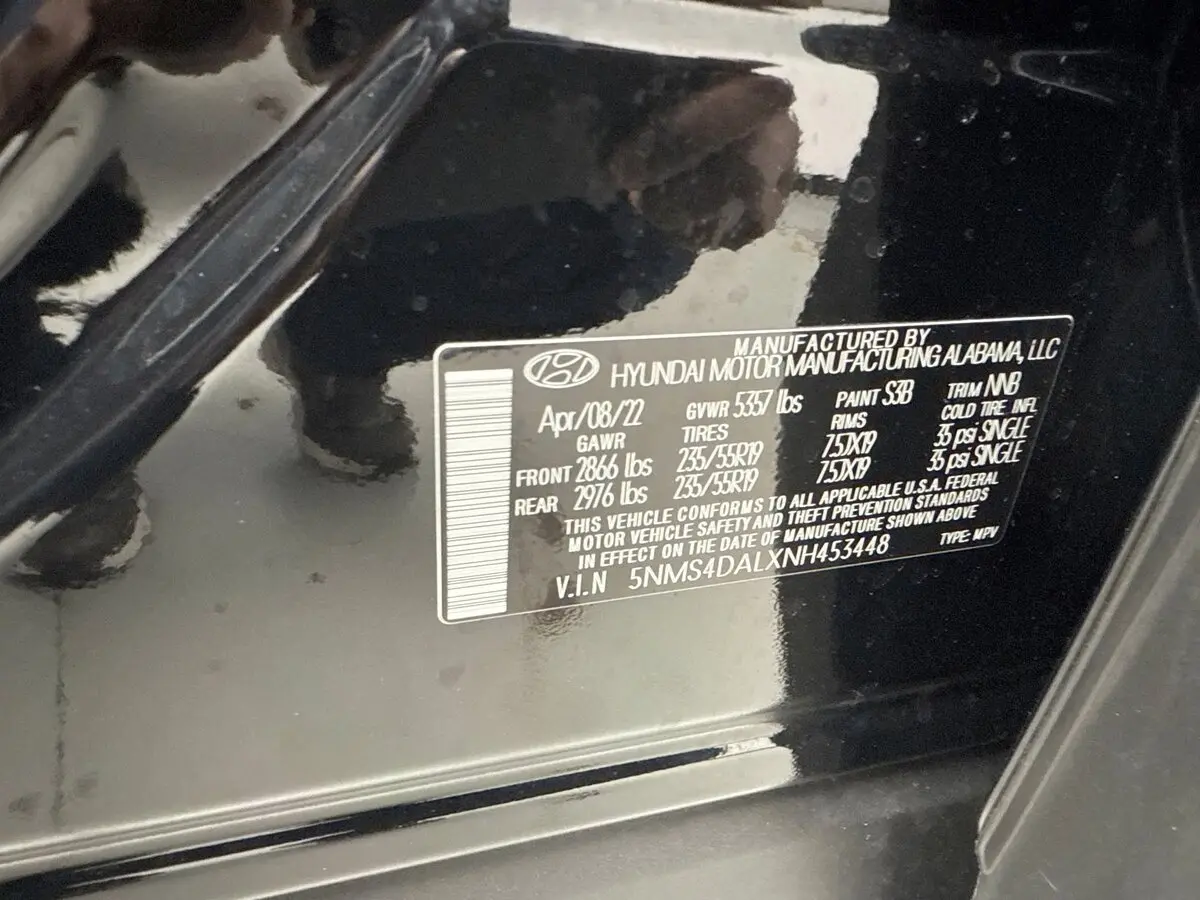 MANUFACTURED BY
HYUNDAI MOTOR MANUFACTURING ALABAMA, LLC
Apr/08/22 GVWR 5357 lbs PAINT S3B TRIM NNB
GAWR TIRES RIMS COLD TIRE INFL
FRONT 2866 lbs 235/55R19 7.5JX19 35 psi SINGLE
REAR 2976 lbs 235/55R19 7.5JX19 35 psi SINGLE
THIS VEHICLE CONFORMS TO ALL APPLICABLE U.S.A. FEDERAL
MOTOR VEHICLE SAFETY AND THEFT PREVENTION STANDARDS
IN EFFECT ON THE DATE OF MANUFACTURE SHOWN ABOVE
V.I.N 5NMS4DALXNH453448 TYPE: MPV